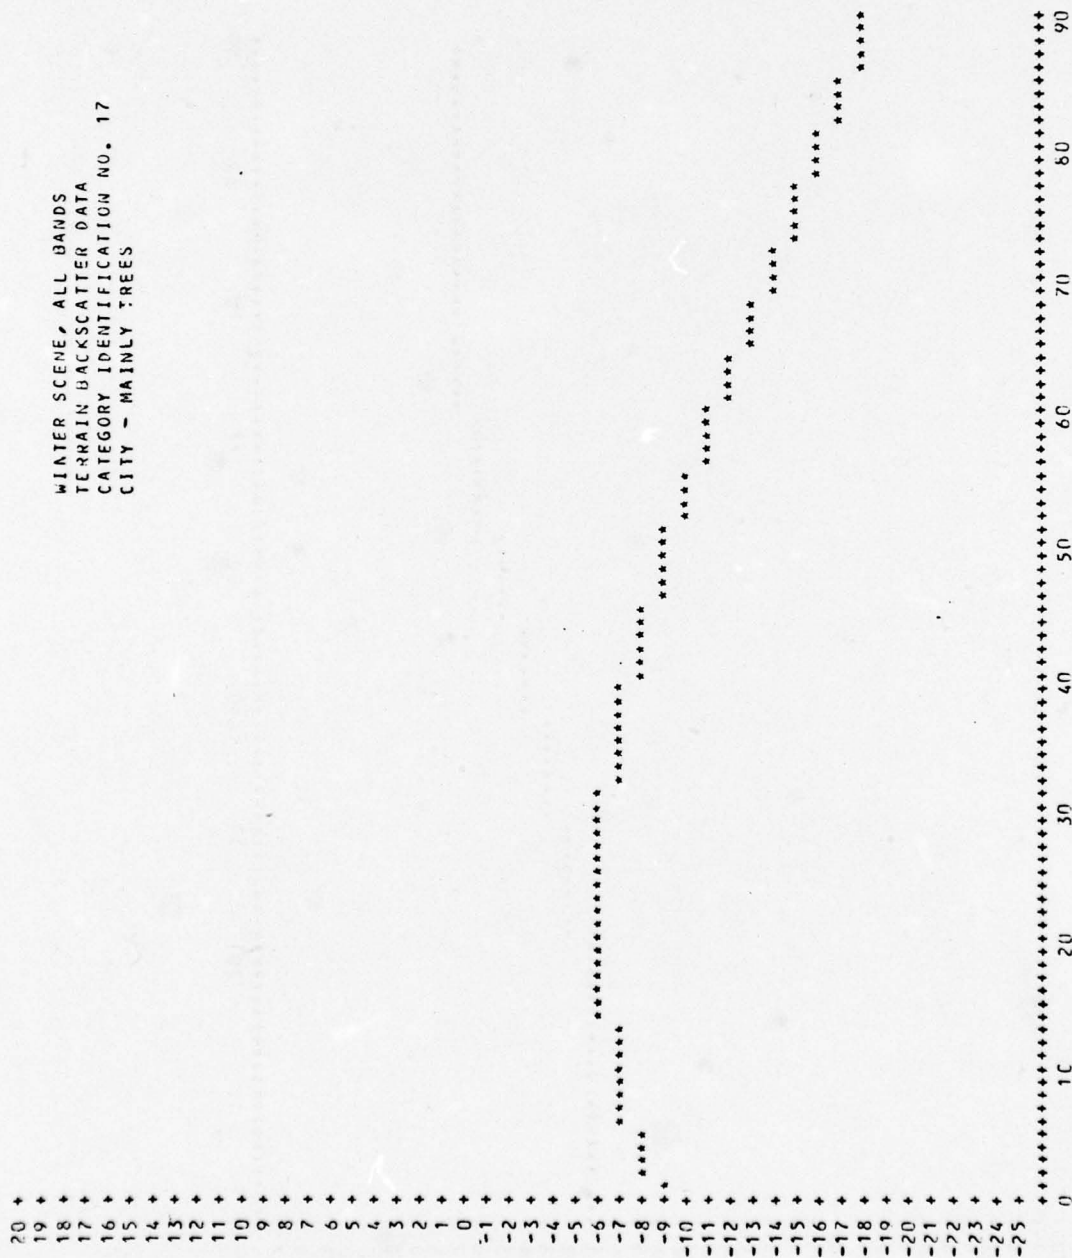 WINTER SCENE, ALL BANDS
TERRAIN BACKSCATTER DATA
CATEGORY IDENTIFICATION NO. 17
CITY - MAINLY TREES
20 +
19 +
18 +
17 +
16 +
15 +
14 +
13 +
12 +
11 +
10 +
9 +
8 +
7 +
6 +
5 +
4 +
3 +
2 +
1 +
0 +
-1 +
-2 +
-3 +
-4 +
-5 +
-6 + ******************
-7 + ******** ********
-8 + **** ******
-9 +* ******
-10 + ****
-11 + *****
-12 + ****
-13 + ****
-14 + ****
-15 + *****
-16 + ****
-17 + ****
-18 + *****
-19 +
-20 +
-21 +
-22 +
-23 +
-24 +
-25 +
+++++++++++++++++++++++++++++++++++++++++++++++++++++++++++++++++++++++++++++++++++++++++++
0 10 20 30 40 50 60 70 80 90